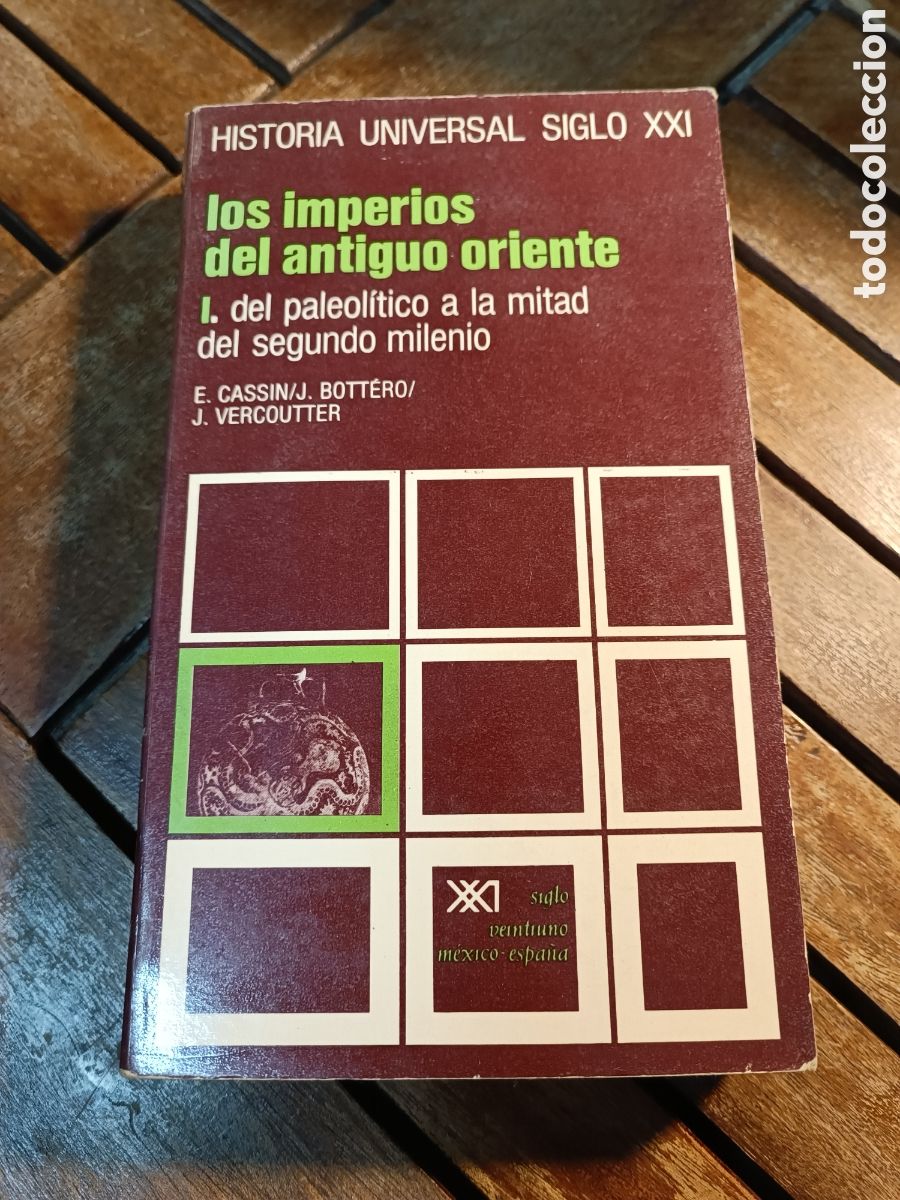 HISTORIA UNIVERSAL SIGLO XXI
los imperios
del antiguo oriente
I. del paleolítico a la mitad
del segundo milenio
E. CASSIN/J. BOTTÉRO/
J. VERCOUTTER
XXI siglo
veintiuno
méxico-españa
todocoleccion